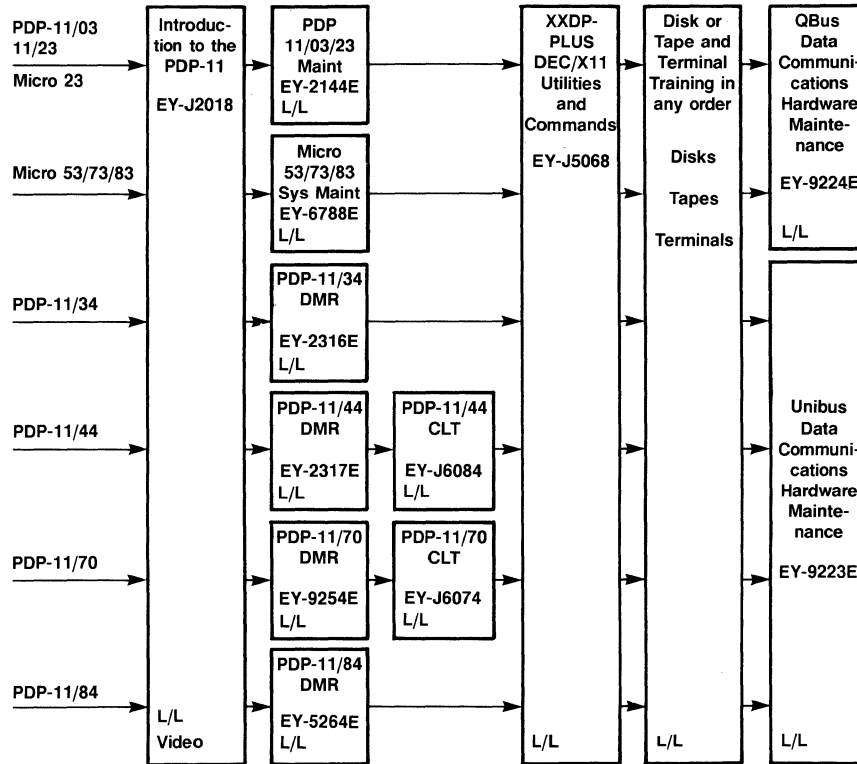 PDP-11/03
11/23
Micro 23
Micro 53/73/83
PDP-11/34
PDP-11/44
PDP-11/70
PDP-11/84
Introduc-
tion to the
PDP-11
EY-J2018
L/L
Video
PDP
11/03/23
Maint
EY-2144E
L/L
Micro
53/73/83
Sys Maint
EY-6788E
L/L
PDP-11/34
DMR
EY-2316E
L/L
PDP-11/44
DMR
EY-2317E
L/L
PDP-11/44
CLT
EY-J6084
L/L
PDP-11/70
DMR
EY-9254E
L/L
PDP-11/70
CLT
EY-J6074
L/L
PDP-11/84
DMR
EY-5264E
L/L
XXDP-
PLUS
DEC/X11
Utilities
and
Commands
EY-J5068
L/L
Disk or
Tape and
Terminal
Training in
any order
Disks
Tapes
Terminals
L/L
QBus
Data
Communi-
cations
Hardware
Mainte-
nance
EY-9224E
L/L
Unibus
Data
Communi-
cations
Hardware
Mainte-
nance
EY-9223E
L/L